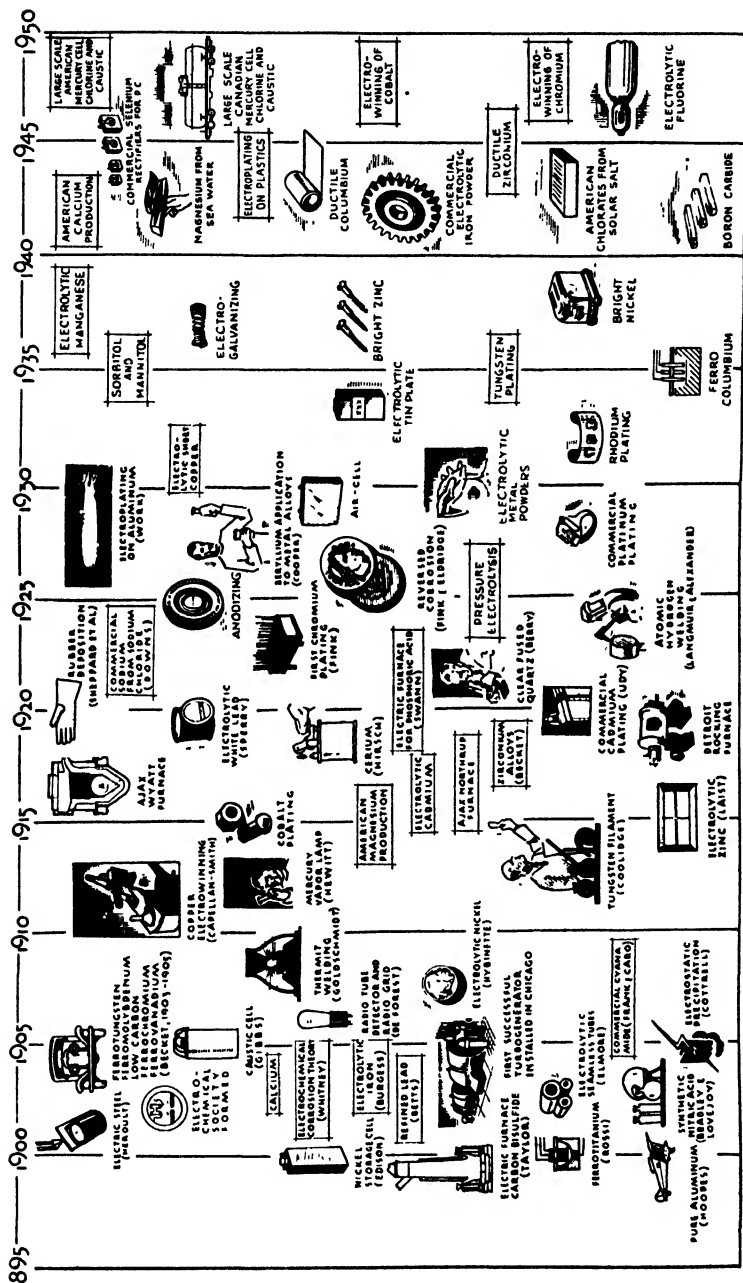 895
1900
1905
1910
1915
1920
1925
1930
1935
1940
1945
1950
ELECTRIC STEEL
(HEROULT)
ELECTRO-
CHEMICAL
SOCIETY
FORMED
NICKEL
STORAGE CELL
(EDISON)
ELECTRIC FURNACE
CARBON BISULFIDE
(TAYLOR)
FERROTITANIUM
(ROSSI)
PURE ALUMINUM
(HOOPES)
FERROTUNGSTEN
FERROMOLYBDENUM
LOW CARBON
FERROCHROMIUM
FERROVANADIUM
(BECKET, 1903-1905)
CAUSTIC CELL
(GIBBS)
CALCIUM
ELECTROCHEMICAL
CORROSION THEORY
(WHITNEY)
ELECTROLYTIC
IRON
(BURGESS)
REFINED LEAD
(BETTS)
FIRST SUCCESSFUL
TURBOGENERATOR
INSTALLED IN CHICAGO
ELECTROLYTIC
SEAMLESS TUBES
(ELMORE)
SYNTHETIC
NITRIC ACID
(BRADLEY &
LOVEJOY)
COPPER
ELECTROWINNING
(CAPELLAN-SMITH)
THERMIT
WELDING
(GOLDSCHMIDT)
RADIO TUBE
DETECTOR AND
RADIO GRID
(DE FOREST)
ELECTROLYTIC NICKEL
(HYBINETTE)
COMMERCIAL CYANA
MIDE (FRANK & CARO)
ELECTROSTATIC
PRECIPITATION
(COTTRELL)
MERCURY
VAPOR LAMP
(HEWITT)
TUNGSTEN FILAMENT
(COOLIDGE)
AJAX
WYATT
FURNACE
COBALT
PLATING
AMERICAN
MAGNESIUM
PRODUCTION
ELECTROLYTIC
CADMIUM
AJAX NORTHRUP
FURNACE
ZIRCONIUM
ALLOYS
(BECKET)
ELECTROLYTIC
ZINC (LAIST)
RUBBER
DEPOSITION
(SHEPPARD ET AL)
ELECTROLYTIC
WHITE LEAD
(SPERRY)
CERIUM
(HIRSCH)
ELECTRIC FURNACE
FOR PHOSPHORIC ACID
(SWANN)
CLEAR FUSED
QUARTZ (BERRY)
COMMERCIAL
CADMIUM
PLATING (UDY)
DETROIT
ROCKING
FURNACE
COMMERCIAL
SODIUM
FROM SODIUM
CHLORIDE
(DOWNS)
ANODIZING
FIRST CHROMIUM
PLATING
(FINK)
REVERSED
CORROSION
(FINK & ELDRIDGE)
PRESSURE
ELECTROLYSIS
ATOMIC
HYDROGEN
WELDING
(LANGMUIR & ALEXANDER)
ELECTROPLATING
ON ALUMINUM
(WORK)
ELECTRO-
LYTIC SHEET
COPPER
BERYLLIUM APPLICATION
TO METAL ALLOYS
(COOPER)
AIR-CELL
ELECTROLYTIC
METAL
POWDERS
COMMERCIAL
PLATINUM
PLATING
RHODIUM
PLATING
SORBITOL
AND
MANNITOL
ELECTROLYTIC
TIN PLATE
TUNGSTEN
PLATING
FERRO
COLUMBIUM
ELECTROLYTIC
MANGANESE
ELECTRO-
GALVANIZING
BRIGHT ZINC
BRIGHT
NICKEL
AMERICAN
CALCIUM
PRODUCTION
MAGNESIUM FROM
SEA WATER
ELECTROPLATING
ON PLASTICS
DUCTILE
COLUMBIUM
COMMERCIAL
ELECTROLYTIC
IRON POWDER
DUCTILE
ZIRCONIUM
AMERICAN
CHLORATES FROM
SOLAR SALT
BORON CARBIDE
LARGE SCALE
AMERICAN
MERCURY CELL
CHLORINE AND
CAUSTIC
COMMERCIAL SELENIUM
RECTIFIERS FOR D C
LARGE SCALE
CANADIAN
MERCURY CELL
CHLORINE AND
CAUSTIC
ELECTRO-
WINNING OF
COBALT
ELECTRO-
WINNING OF
CHROMIUM
ELECTROLYTIC
FLUORINE